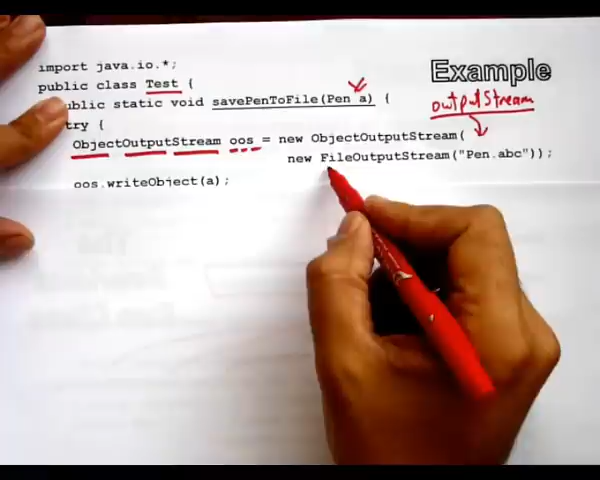 import java.io.*;
Example
public class Test {
outputStream
ublic static void savePenToFile(Pen a) {
try {
ObjectOutputStream oos = new ObjectOutputStream(
new FileOutputStream("Pen.abc"));
oos.writeObject(a);